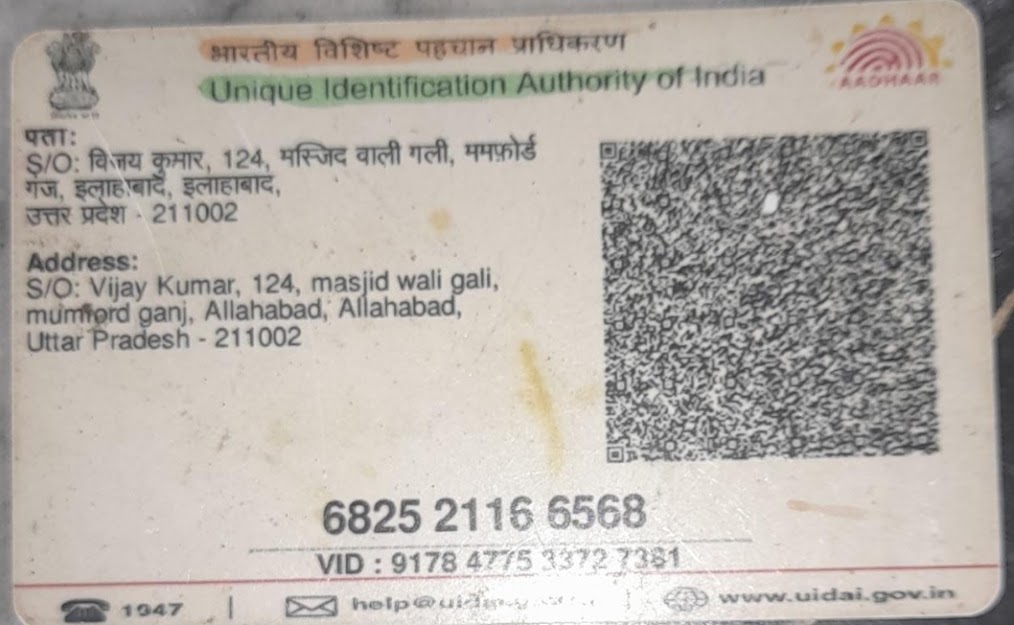 भारतीय विशिष्ट पहचान प्राधिकरण
Unique Identification Authority of India
AADHAAR
पता:
S/O: विजय कुमार, 124, मस्जिद वाली गली, ममफ़ोर्ड
गंज, इलाहाबाद, इलाहाबाद,
उत्तर प्रदेश - 211002
Address:
S/O: Vijay Kumar, 124, masjid wali gali,
mumford ganj, Allahabad, Allahabad,
Uttar Pradesh - 211002
6825 2116 6568
VID : 9178 4775 3372 7381
1947
www.uidai.gov.in